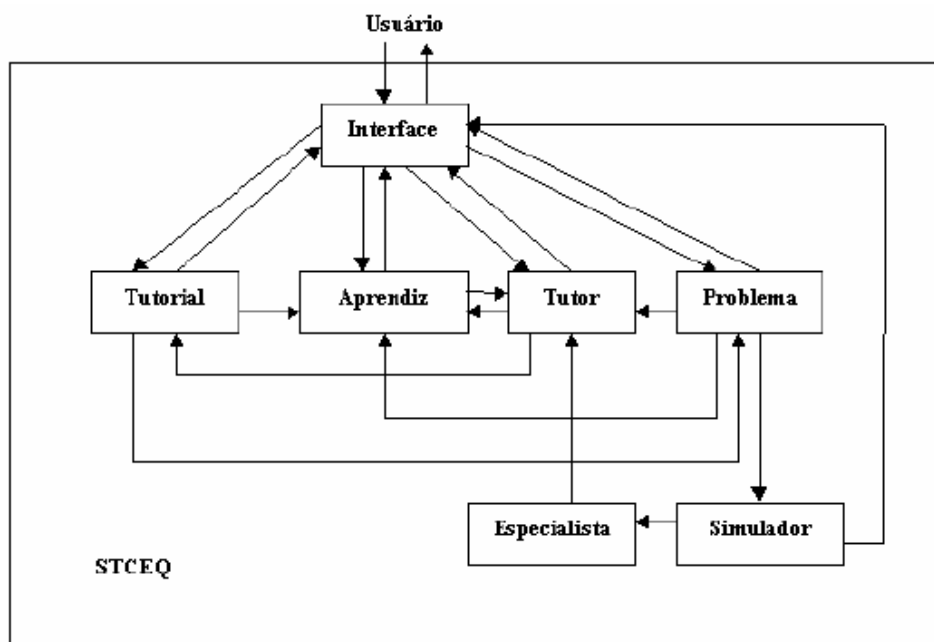 Usuário
Interface
Tutorial
Aprendiz
Tutor
Problema
Especialista
Simulador
STCEQ